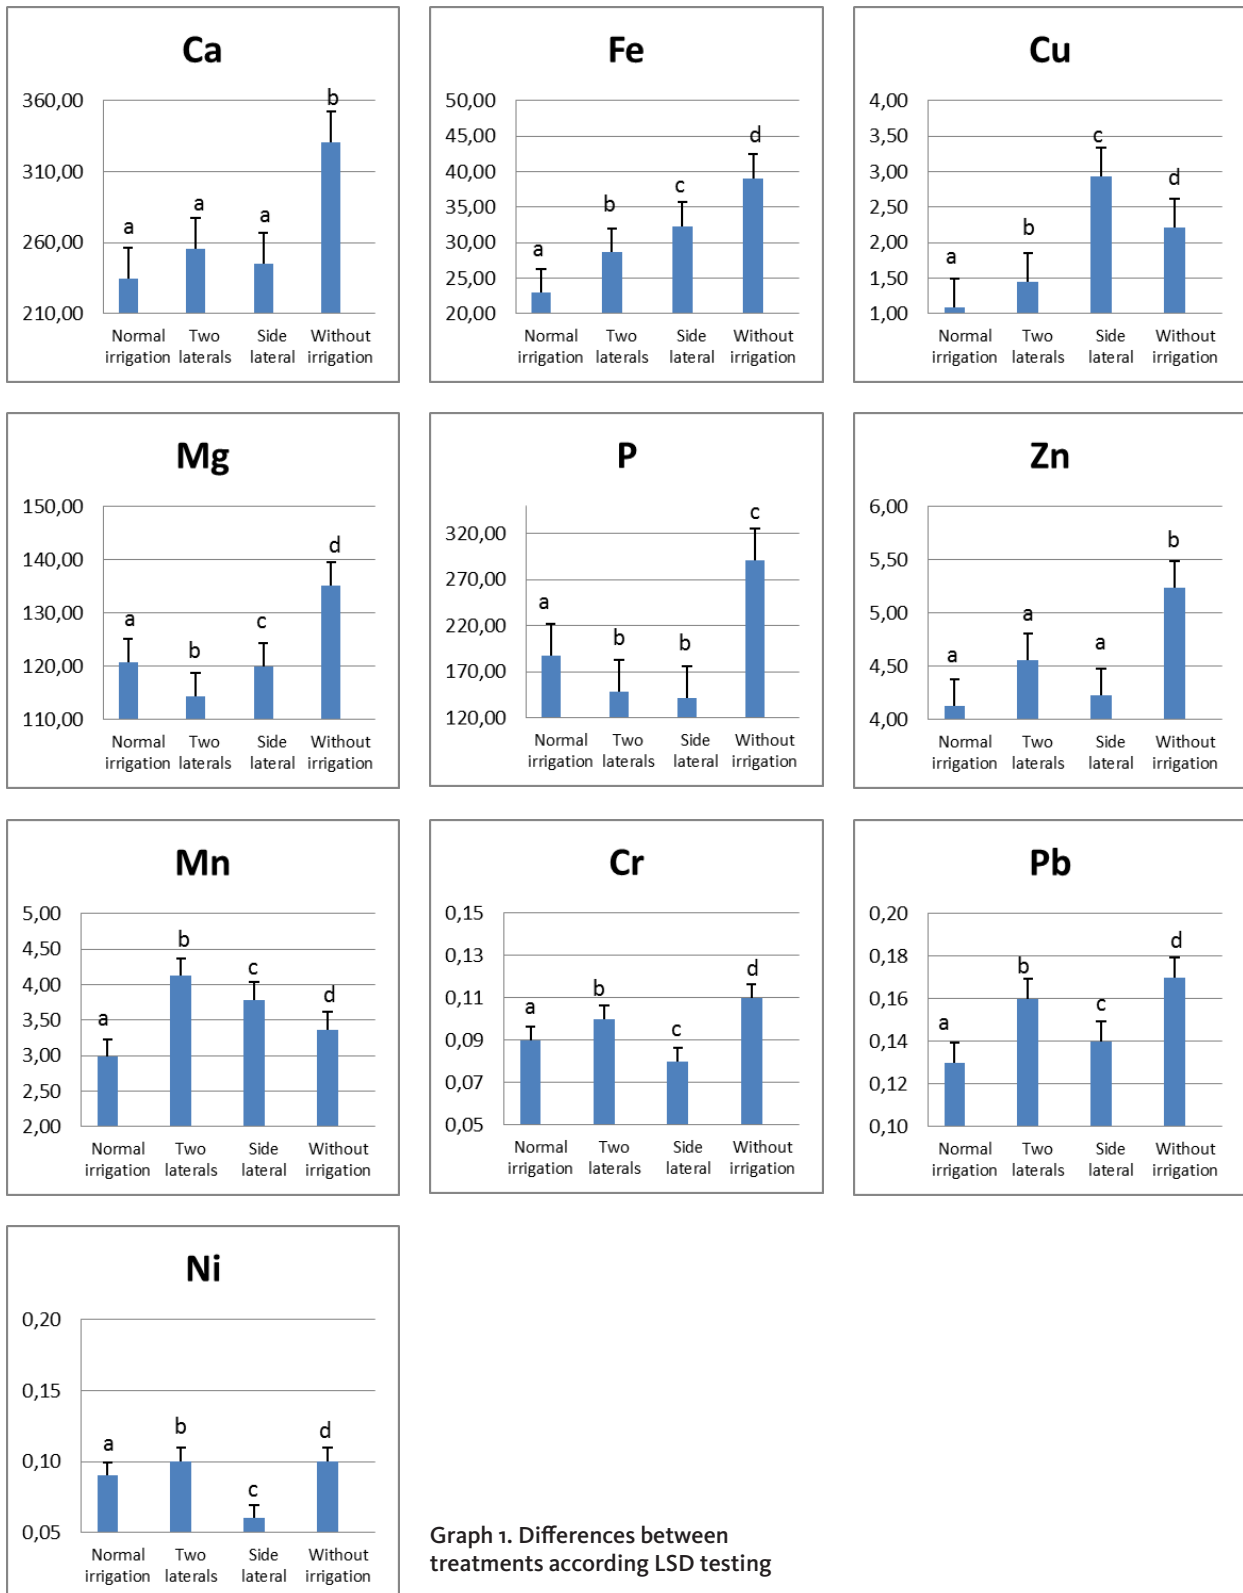 Ca
360,00
310,00
260,00
210,00
a
a
a
b
Normal irrigation
Two laterals
Side lateral
Without irrigation
Fe
50,00
45,00
40,00
35,00
30,00
25,00
20,00
a
b
c
d
Normal irrigation
Two laterals
Side lateral
Without irrigation
Cu
4,00
3,50
3,00
2,50
2,00
1,50
1,00
a
b
c
d
Normal irrigation
Two laterals
Side lateral
Without irrigation
Mg
150,00
140,00
130,00
120,00
110,00
a
b
c
d
Normal irrigation
Two laterals
Side lateral
Without irrigation
P
320,00
270,00
220,00
170,00
120,00
a
b
b
c
Normal irrigation
Two laterals
Side lateral
Without irrigation
Zn
6,00
5,50
5,00
4,50
4,00
a
a
a
b
Normal irrigation
Two laterals
Side lateral
Without irrigation
Mn
5,00
4,50
4,00
3,50
3,00
2,50
2,00
a
b
c
d
Normal irrigation
Two laterals
Side lateral
Without irrigation
Cr
0,15
0,13
0,11
0,09
0,07
0,05
a
b
c
d
Normal irrigation
Two laterals
Side lateral
Without irrigation
Pb
0,20
0,18
0,16
0,14
0,12
0,10
a
b
c
d
Normal irrigation
Two laterals
Side lateral
Without irrigation
Ni
0,20
0,15
0,10
0,05
a
b
c
d
Normal irrigation
Two laterals
Side lateral
Without irrigation
Graph 1. Differences between
treatments according LSD testing